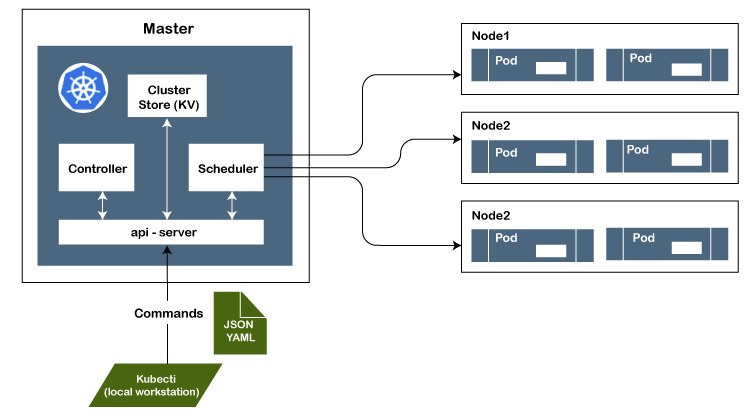 Master
Cluster
Store (KV)
Controller
Scheduler
api - server
Commands
JSON
YAML
Kubecti
(local workstation)
Node1
Pod
Pod
Node2
Pod
Pod
Node2
Pod
Pod